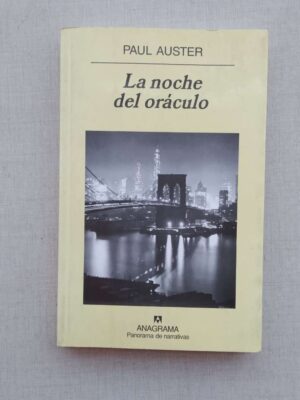 PAUL AUSTER
La noche
del oráculo
ANAGRAMA
Panorama de narrativas